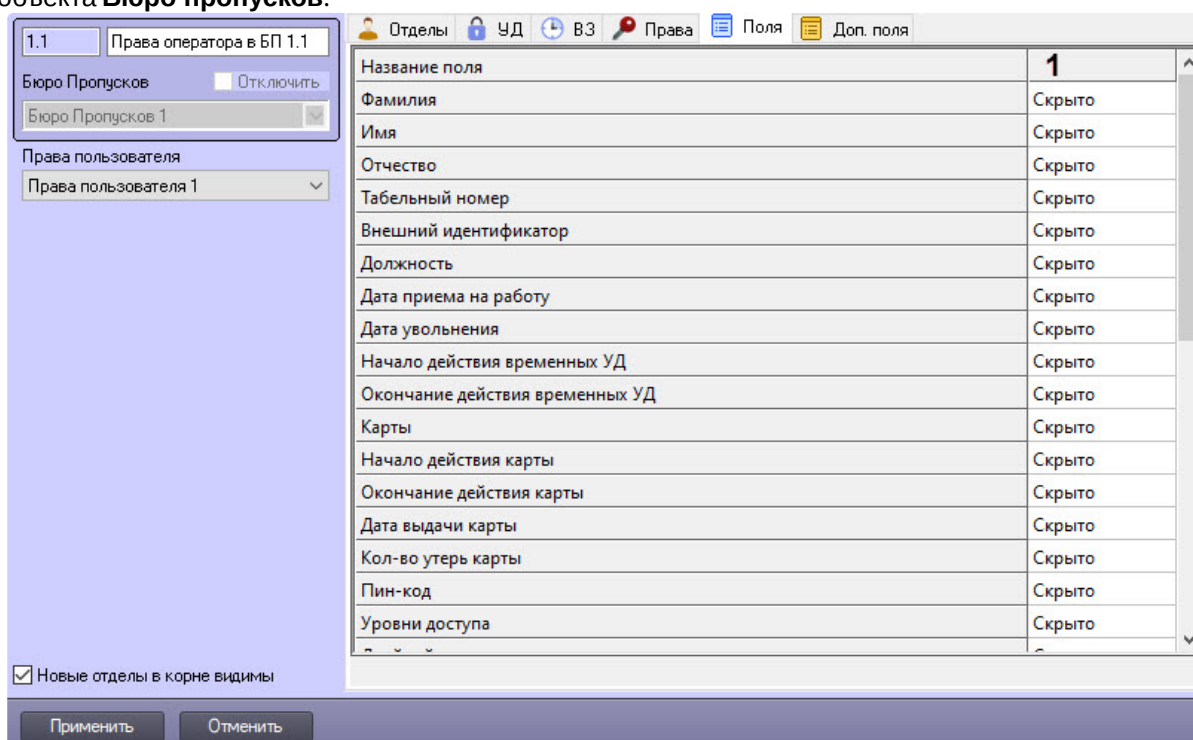 объекта Бюро пропусков.
1.1 Права оператора в БП 1.1
Бюро Пропусков Отключить
Бюро Пропусков 1
Права пользователя
Права пользователя 1
Отделы УД ВЗ Права Поля Доп. поля
Название поля 1
Фамилия Скрыто
Имя Скрыто
Отчество Скрыто
Табельный номер Скрыто
Внешний идентификатор Скрыто
Должность Скрыто
Дата приема на работу Скрыто
Дата увольнения Скрыто
Начало действия временных УД Скрыто
Окончание действия временных УД Скрыто
Карты Скрыто
Начало действия карты Скрыто
Окончание действия карты Скрыто
Дата выдачи карты Скрыто
Кол-во утерь карты Скрыто
Пин-код Скрыто
Уровни доступа Скрыто
Новые отделы в корне видимы
Применить Отменить